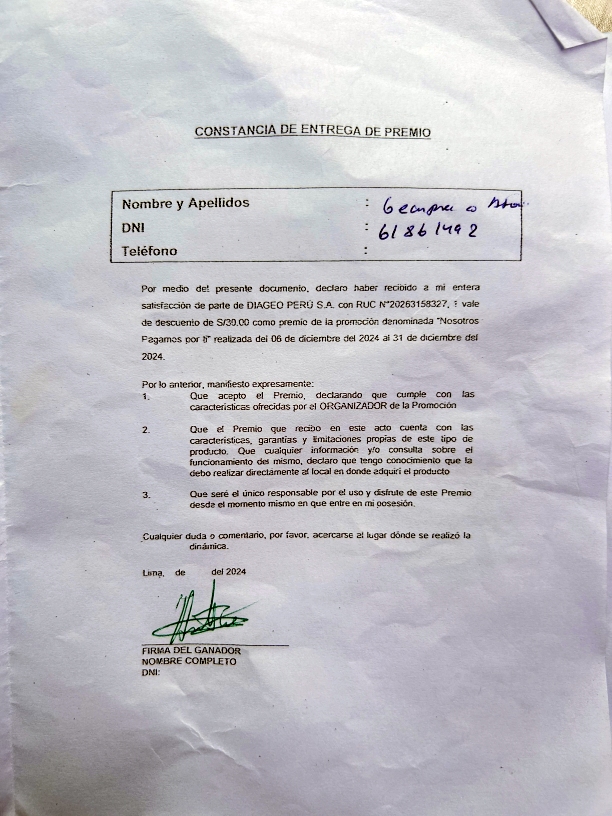 CONSTANCIA DE ENTREGA DE PREMIO
Nombre y Apellidos :
DNI : 61861492
Teléfono :
Por medio del presente documento, declaro haber recibido a mi entera
satisfacción de parte de DIAGEO PERÚ S.A. con RUC N°20263158327, 1 vale
de descuento de S/30.00 como premio de la promoción denominada "Nosotros
Pagamos por ti" realizada del 06 de diciembre del 2024 al 31 de diciembre del
2024.
Por lo anterior, manifiesto expresamente:
1. Que acepto el Premio, declarando que cumple con las
características ofrecidas por el ORGANIZADOR de la Promoción
2. Que el Premio que recibo en este acto cuenta con las
características, garantías y limitaciones propias de este tipo de
producto. Que cualquier información y/o consulta sobre el
funcionamiento del mismo, declaro que tengo conocimiento que la
debo realizar directamente al local en donde adquirí el producto
3. Que seré el único responsable por el uso y disfrute de este Premio
desde el momento mismo en que entre en mi posesión.
Cualquier duda o comentario, por favor, acercarse al lugar dónde se realizó la
dinámica.
Lima, de del 2024
FIRMA DEL GANADOR
NOMBRE COMPLETO
DNI: